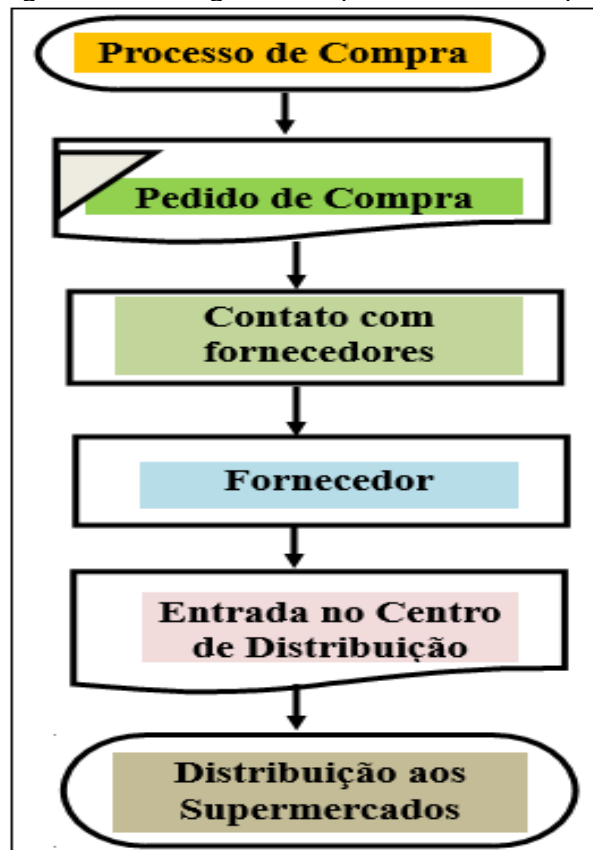 Processo de Compra
Pedido de Compra
Contato com
fornecedores
Fornecedor
Entrada no Centro
de Distribuição
Distribuição aos
Supermercados